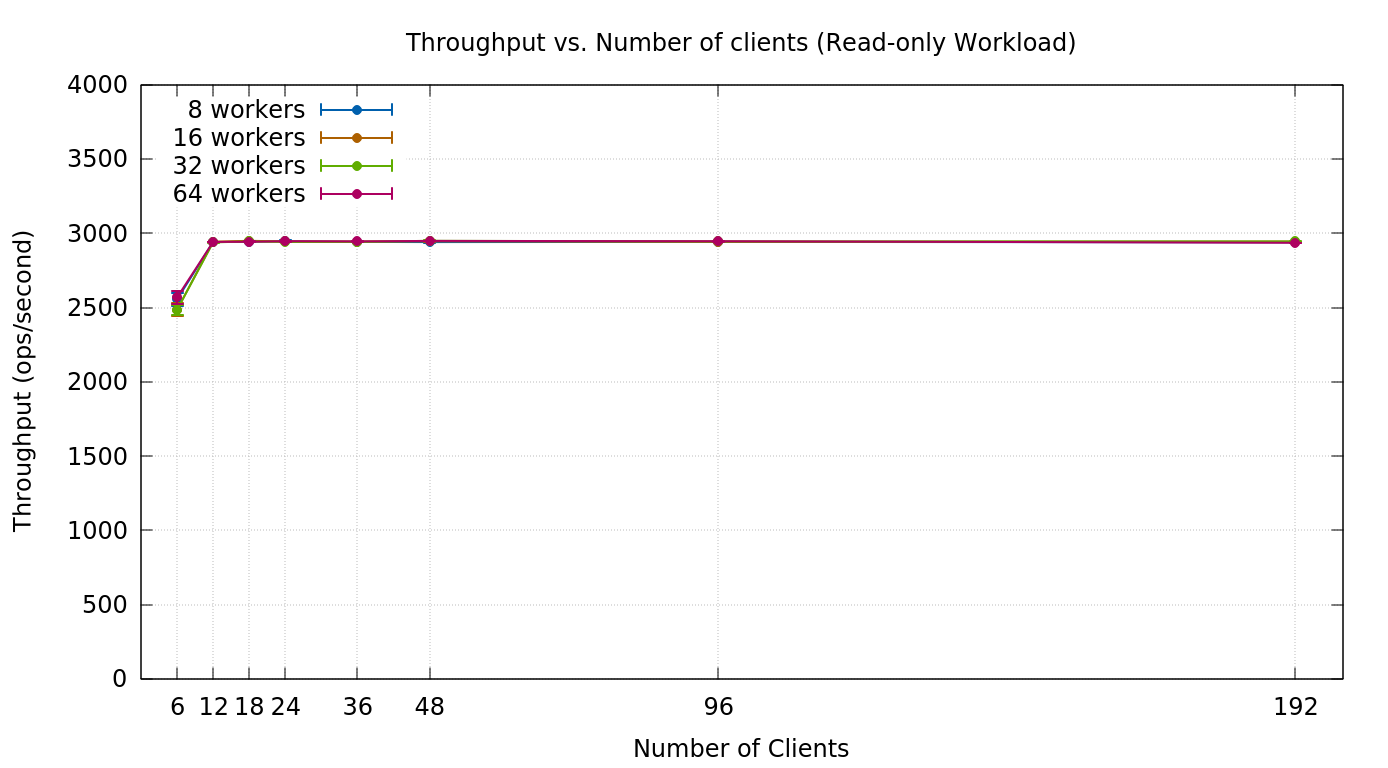 Throughput vs. Number of clients (Read-only Workload)
4000
3500
3000
2500
2000
1500
1000
500
0
8 workers
16 workers
32 workers
64 workers
Throughput (ops/second)
6 12 18 24 36 48 96 192
Number of Clients